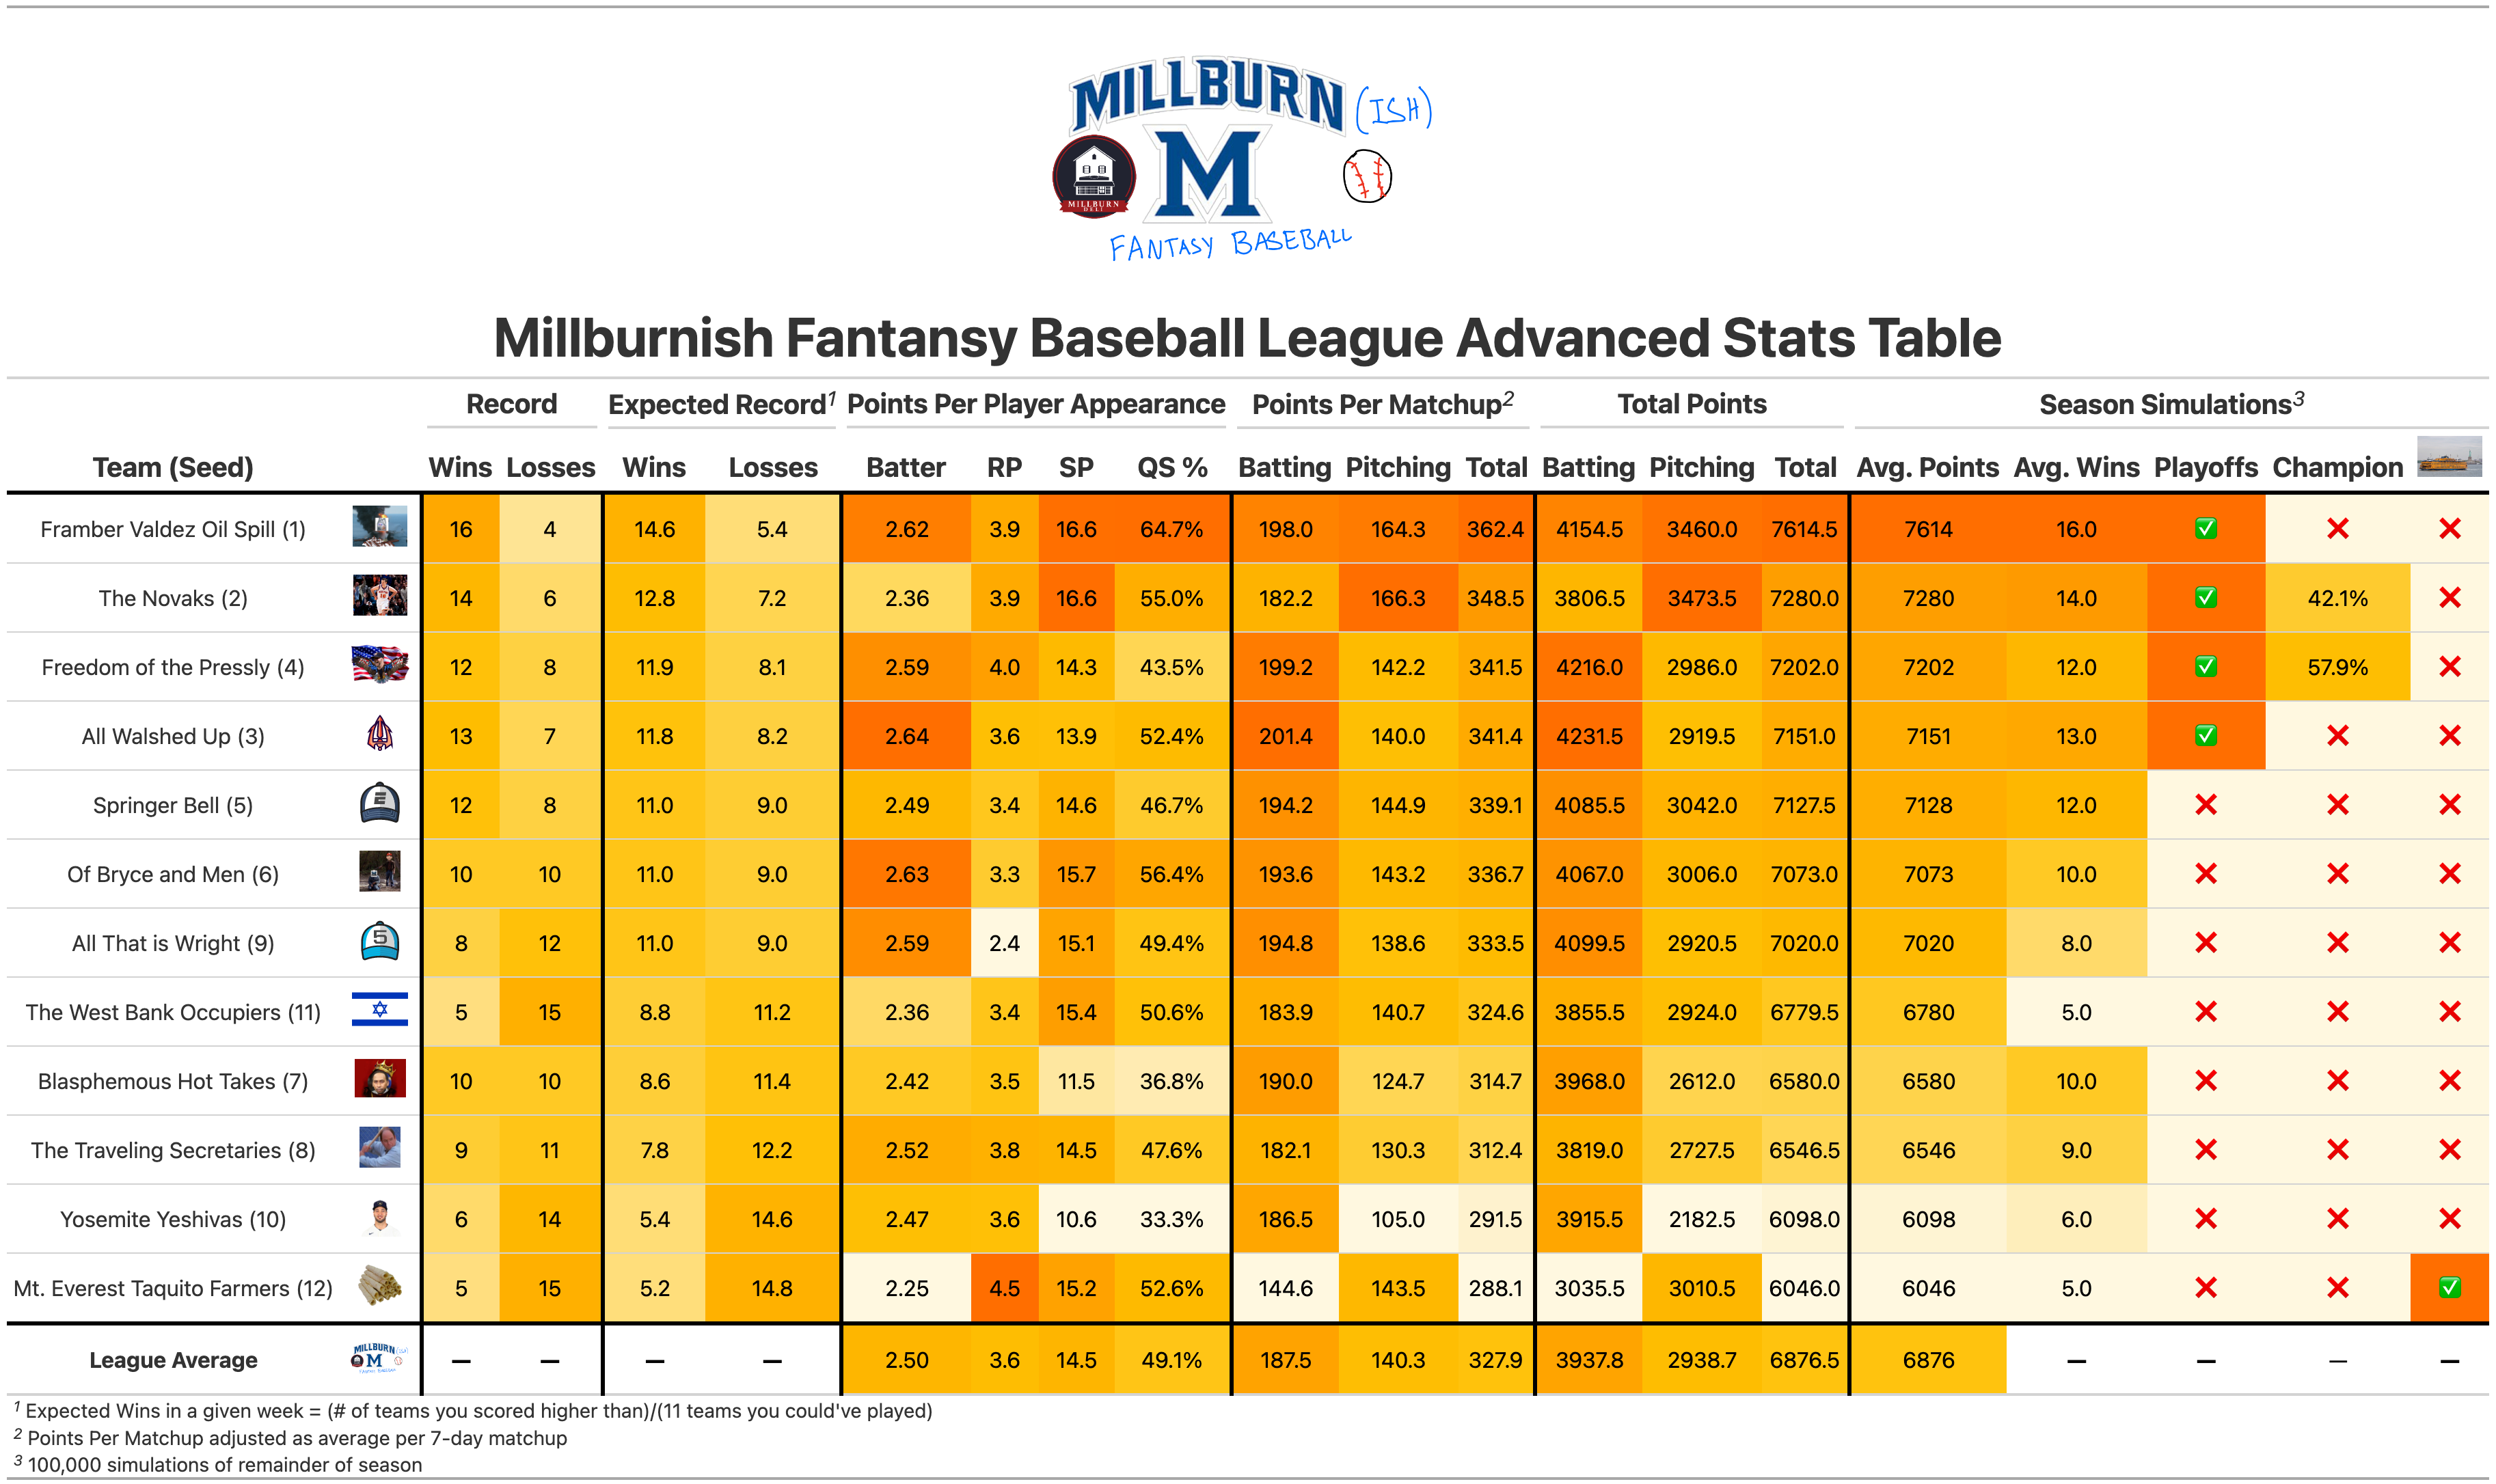 MILLBURN (ISH)
M
MILLBURN
DELI
FANTASY BASEBALL
Millburnish Fantansy Baseball League Advanced Stats Table
Record Expected Record1 Points Per Player Appearance Points Per Matchup2 Total Points Season Simulations3
Team (Seed) Wins Losses Wins Losses Batter RP SP QS % Batting Pitching Total Batting Pitching Total Avg. Points Avg. Wins Playoffs Champion
Framber Valdez Oil Spill (1) 16 4 14.6 5.4 2.62 3.9 16.6 64.7% 198.0 164.3 362.4 4154.5 3460.0 7614.5 7614 16.0 ✅ ❌ ❌
The Novaks (2) 14 6 12.8 7.2 2.36 3.9 16.6 55.0% 182.2 166.3 348.5 3806.5 3473.5 7280.0 7280 14.0 ✅ 42.1% ❌
Freedom of the Pressly (4) 12 8 11.9 8.1 2.59 4.0 14.3 43.5% 199.2 142.2 341.5 4216.0 2986.0 7202.0 7202 12.0 ✅ 57.9% ❌
All Walshed Up (3) 13 7 11.8 8.2 2.64 3.6 13.9 52.4% 201.4 140.0 341.4 4231.5 2919.5 7151.0 7151 13.0 ✅ ❌ ❌
Springer Bell (5) 12 8 11.0 9.0 2.49 3.4 14.6 46.7% 194.2 144.9 339.1 4085.5 3042.0 7127.5 7128 12.0 ❌ ❌ ❌
Of Bryce and Men (6) 10 10 11.0 9.0 2.63 3.3 15.7 56.4% 193.6 143.2 336.7 4067.0 3006.0 7073.0 7073 10.0 ❌ ❌ ❌
All That is Wright (9) 5 8 12 11.0 9.0 2.59 2.4 15.1 49.4% 194.8 138.6 333.5 4099.5 2920.5 7020.0 7020 8.0 ❌ ❌ ❌
The West Bank Occupiers (11) 5 15 8.8 11.2 2.36 3.4 15.4 50.6% 183.9 140.7 324.6 3855.5 2924.0 6779.5 6780 5.0 ❌ ❌ ❌
Blasphemous Hot Takes (7) 10 10 8.6 11.4 2.42 3.5 11.5 36.8% 190.0 124.7 314.7 3968.0 2612.0 6580.0 6580 10.0 ❌ ❌ ❌
The Traveling Secretaries (8) 9 11 7.8 12.2 2.52 3.8 14.5 47.6% 182.1 130.3 312.4 3819.0 2727.5 6546.5 6546 9.0 ❌ ❌ ❌
Yosemite Yeshivas (10) 6 14 5.4 14.6 2.47 3.6 10.6 33.3% 186.5 105.0 291.5 3915.5 2182.5 6098.0 6098 6.0 ❌ ❌ ❌
Mt. Everest Taquito Farmers (12) 5 15 5.2 14.8 2.25 4.5 15.2 52.6% 144.6 143.5 288.1 3035.5 3010.5 6046.0 6046 5.0 ❌ ❌ ✅
League Average MILLBURN (ISH) M — — — — 2.50 3.6 14.5 49.1% 187.5 140.3 327.9 3937.8 2938.7 6876.5 6876 — — — —
1 Expected Wins in a given week = (# of teams you scored higher than)/(11 teams you could've played)
2 Points Per Matchup adjusted as average per 7-day matchup
3 100,000 simulations of remainder of season